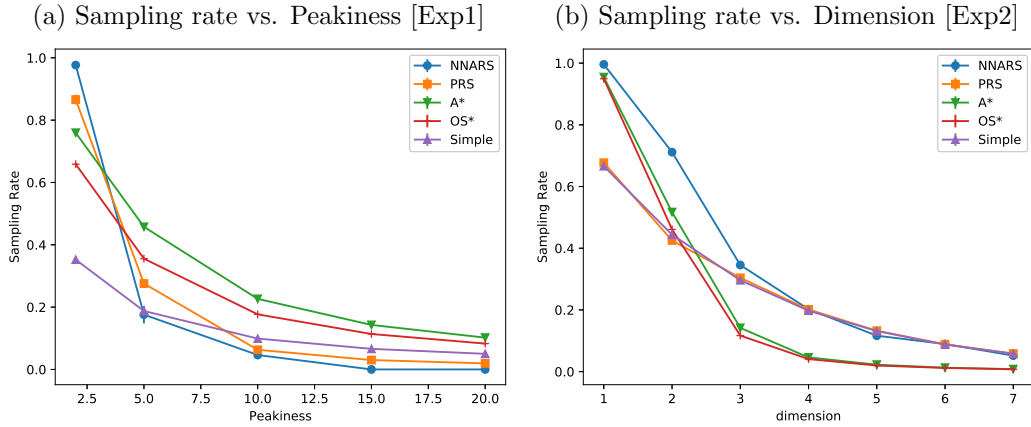 (a) Sampling rate vs. Peakiness [Exp1]
1.0
0.8
0.6
0.4
0.2
0.0
Sampling Rate
2.5 5.0 7.5 10.0 12.5 15.0 17.5 20.0
Peakiness
NNARS
PRS
A*
OS*
Simple
(b) Sampling rate vs. Dimension [Exp2]
1.0
0.8
0.6
0.4
0.2
0.0
Sampling Rate
1 2 3 4 5 6 7
dimension
NNARS
PRS
A*
OS*
Simple